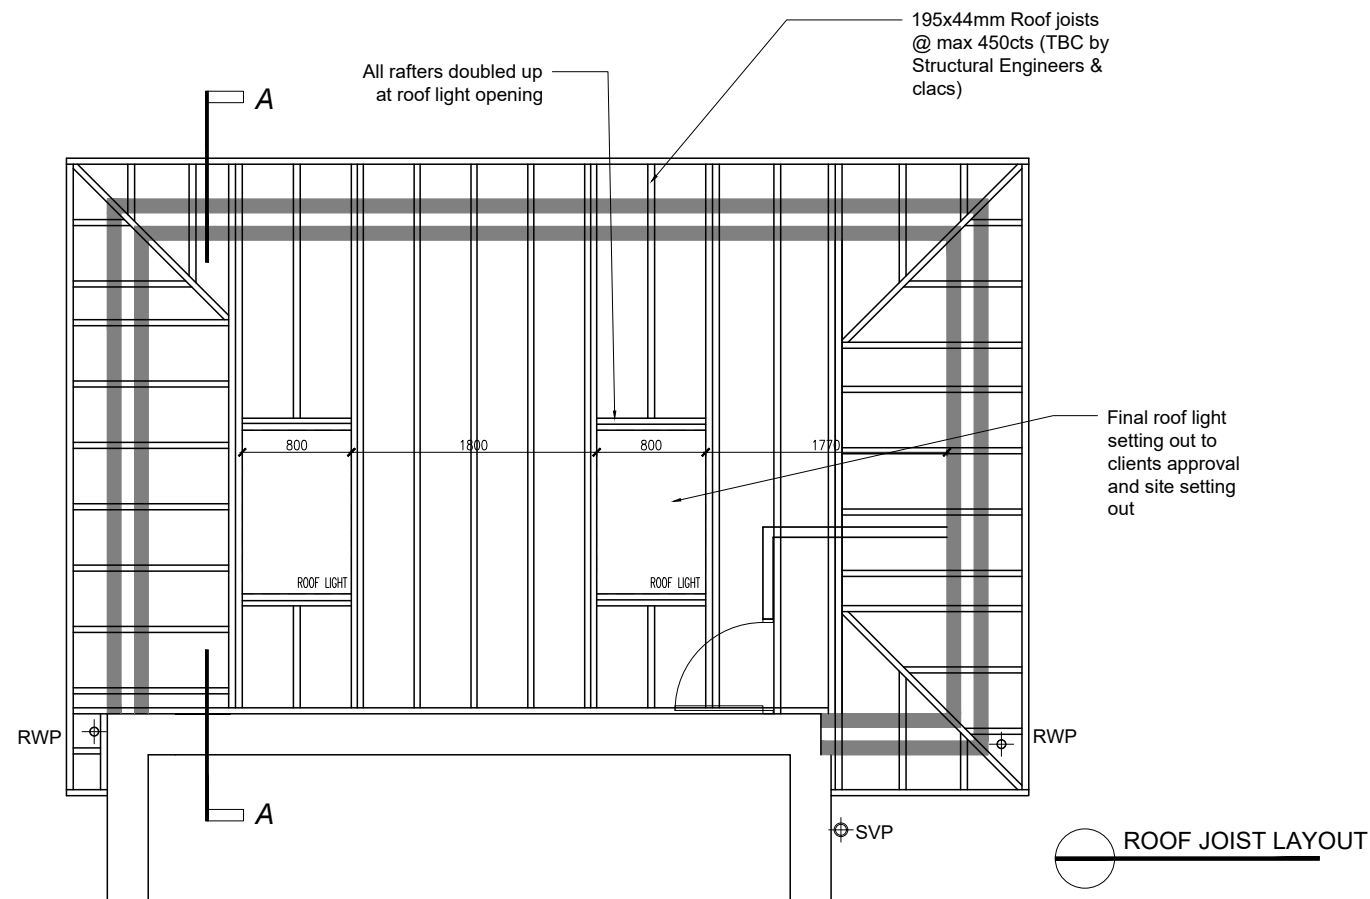 195x44mm Roof joists
@ max 450cts (TBC by
Structural Engineers &
clacs)
All rafters doubled up
at roof light opening
A
800
1800
800
1770
Final roof light
setting out to
clients approval
and site setting
out
ROOF LIGHT
ROOF LIGHT
RWP
RWP
A
SVP
ROOF JOIST LAYOUT